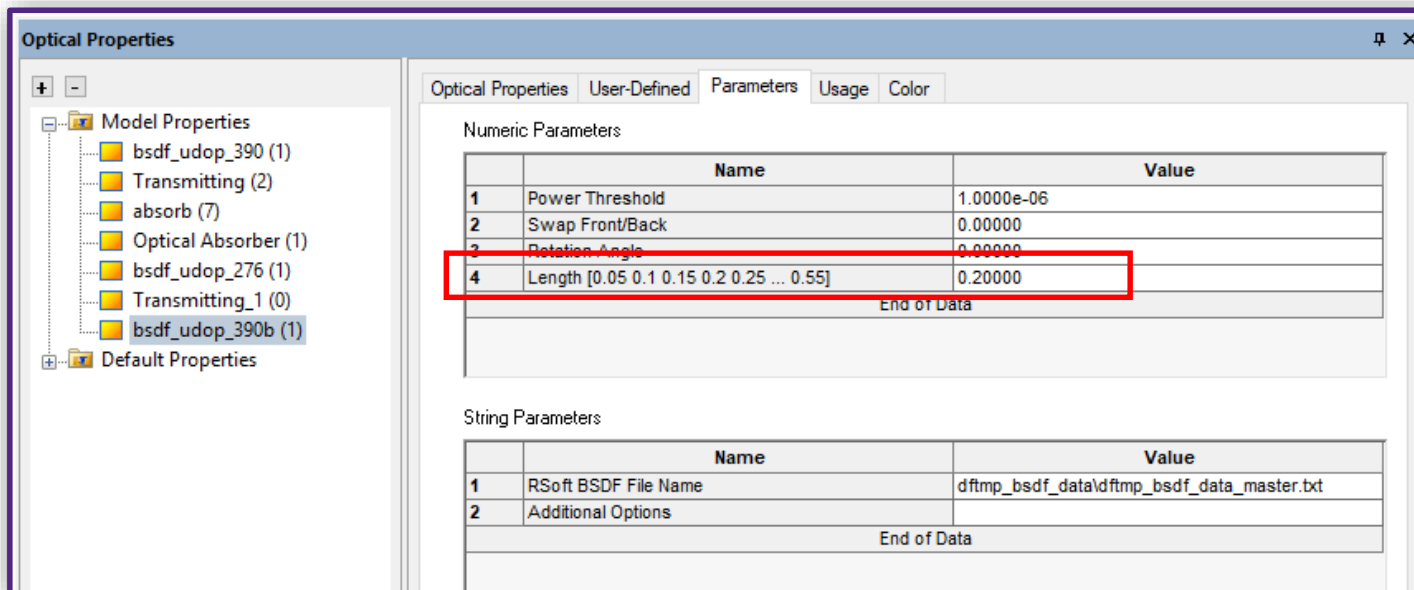 Optical Properties
+ -
Model Properties
bsdf_udop_390 (1)
Transmitting (2)
absorb (7)
Optical Absorber (1)
bsdf_udop_276 (1)
Transmitting_1 (0)
bsdf_udop_390b (1)
Default Properties
Optical Properties User-Defined Parameters Usage Color
Numeric Parameters
Name Value
1 Power Threshold 1.0000e-06
2 Swap Front/Back 0.00000
3 Rotation Angle 0.00000
4 Length [0.05 0.1 0.15 0.2 0.25 ... 0.55] 0.20000
End of Data
String Parameters
Name Value
1 RSoft BSDF File Name dftmp_bsdf_data\dftmp_bsdf_data_master.txt
2 Additional Options
End of Data